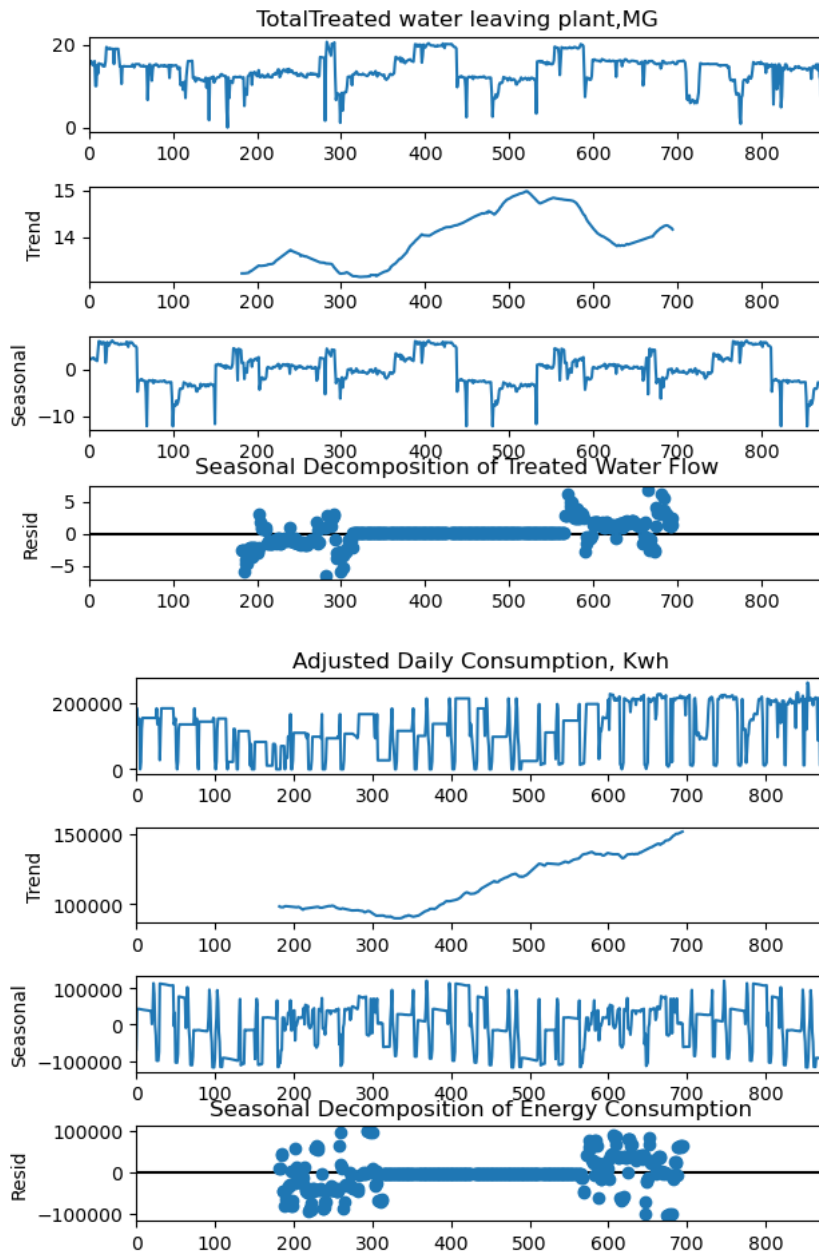 TotalTreated water leaving plant,MG
20
0
0 100 200 300 400 500 600 700 800
15
14
Trend
0 100 200 300 400 500 600 700 800
0
−10
Seasonal
0 100 200 300 400 500 600 700 800
Seasonal Decomposition of Treated Water Flow
5
0
−5
Resid
0 100 200 300 400 500 600 700 800
Adjusted Daily Consumption, Kwh
200000
0
0 100 200 300 400 500 600 700 800
150000
100000
Trend
0 100 200 300 400 500 600 700 800
100000
0
−100000
Seasonal
0 100 200 300 400 500 600 700 800
Seasonal Decomposition of Energy Consumption
100000
0
−100000
Resid
0 100 200 300 400 500 600 700 800